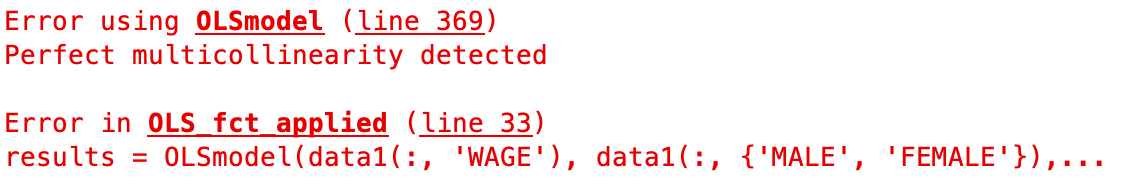 Error using OLSmodel (line 369)
Perfect multicollinearity detected
Error in OLS_fct_applied (line 33)
results = OLSmodel(data1(:, 'WAGE'), data1(:, {'MALE', 'FEMALE'}),...